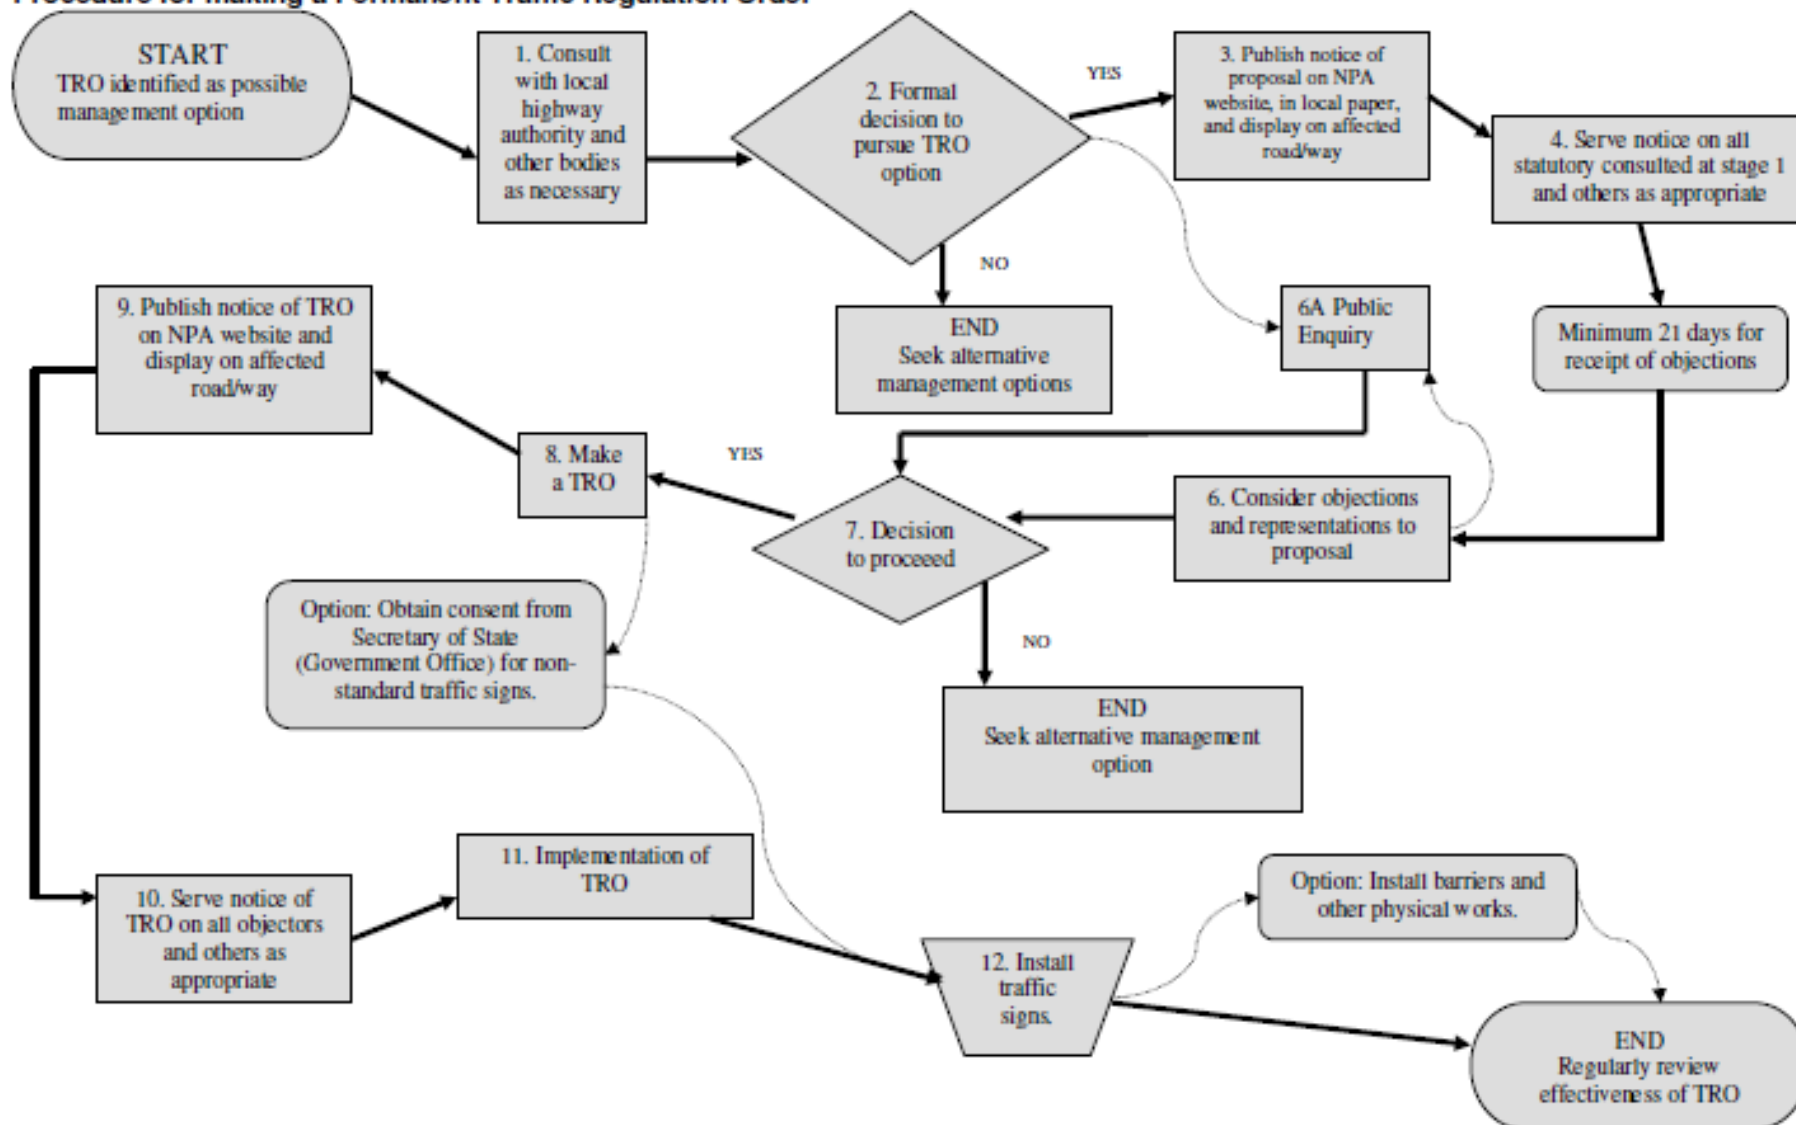 Procedure for making a Permanent Traffic Regulation Order
START
TRO identified as possible
management option
1. Consult
with local
highway
authority and
other bodies
as necessary
2. Formal
decision to
pursue TRO
option
YES
3. Publish notice of
proposal on NPA
website, in local paper,
and display on affected
road/way
4. Serve notice on all
statutory consulted at stage 1
and others as appropriate
NO
END
Seek alternative
management options
6A Public
Enquiry
Minimum 21 days for
receipt of objections
9. Publish notice of TRO
on NPA website and
display on affected
road/way
8. Make
a TRO
YES
7. Decision
to proceeed
6. Consider objections
and representations to
proposal
Option: Obtain consent from
Secretary of State
(Government Office) for non-
standard traffic signs.
NO
END
Seek alternative management
option
10. Serve notice of
TRO on all objectors
and others as
appropriate
11. Implementation of
TRO
12. Install
traffic
signs.
Option: Install barriers and
other physical works.
END
Regularly review
effectiveness of TRO